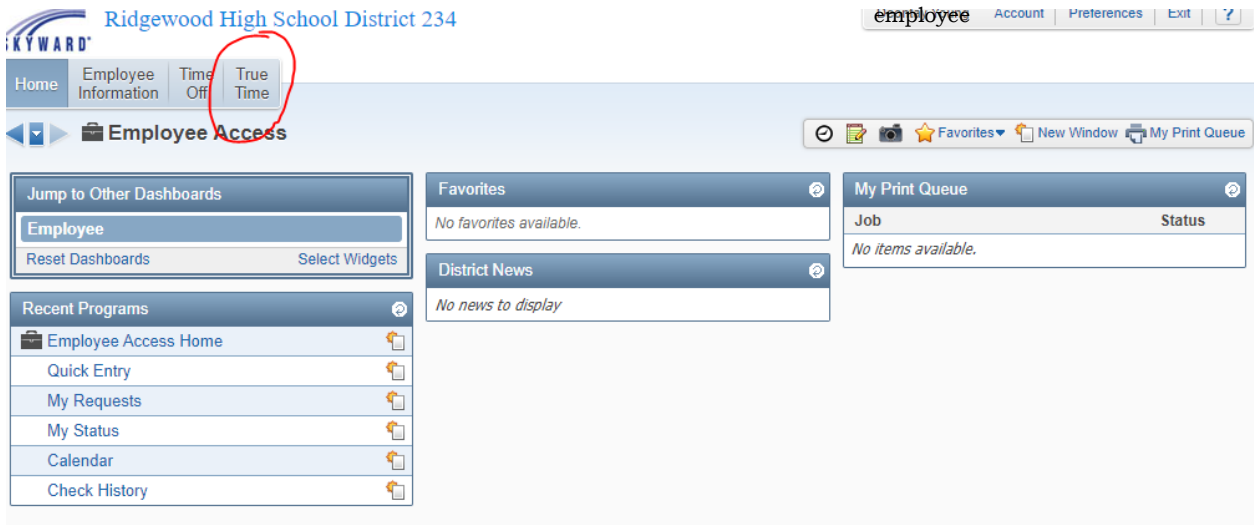 Ridgewood High School District 234
SKYWARD
employee Account Preferences Exit ?
Home Employee Information Time Off True Time
Employee Access
Favorites New Window My Print Queue
Jump to Other Dashboards
Employee
Reset Dashboards Select Widgets
Recent Programs
Employee Access Home
Quick Entry
My Requests
My Status
Calendar
Check History
Favorites
No favorites available.
District News
No news to display
My Print Queue
Job Status
No items available.